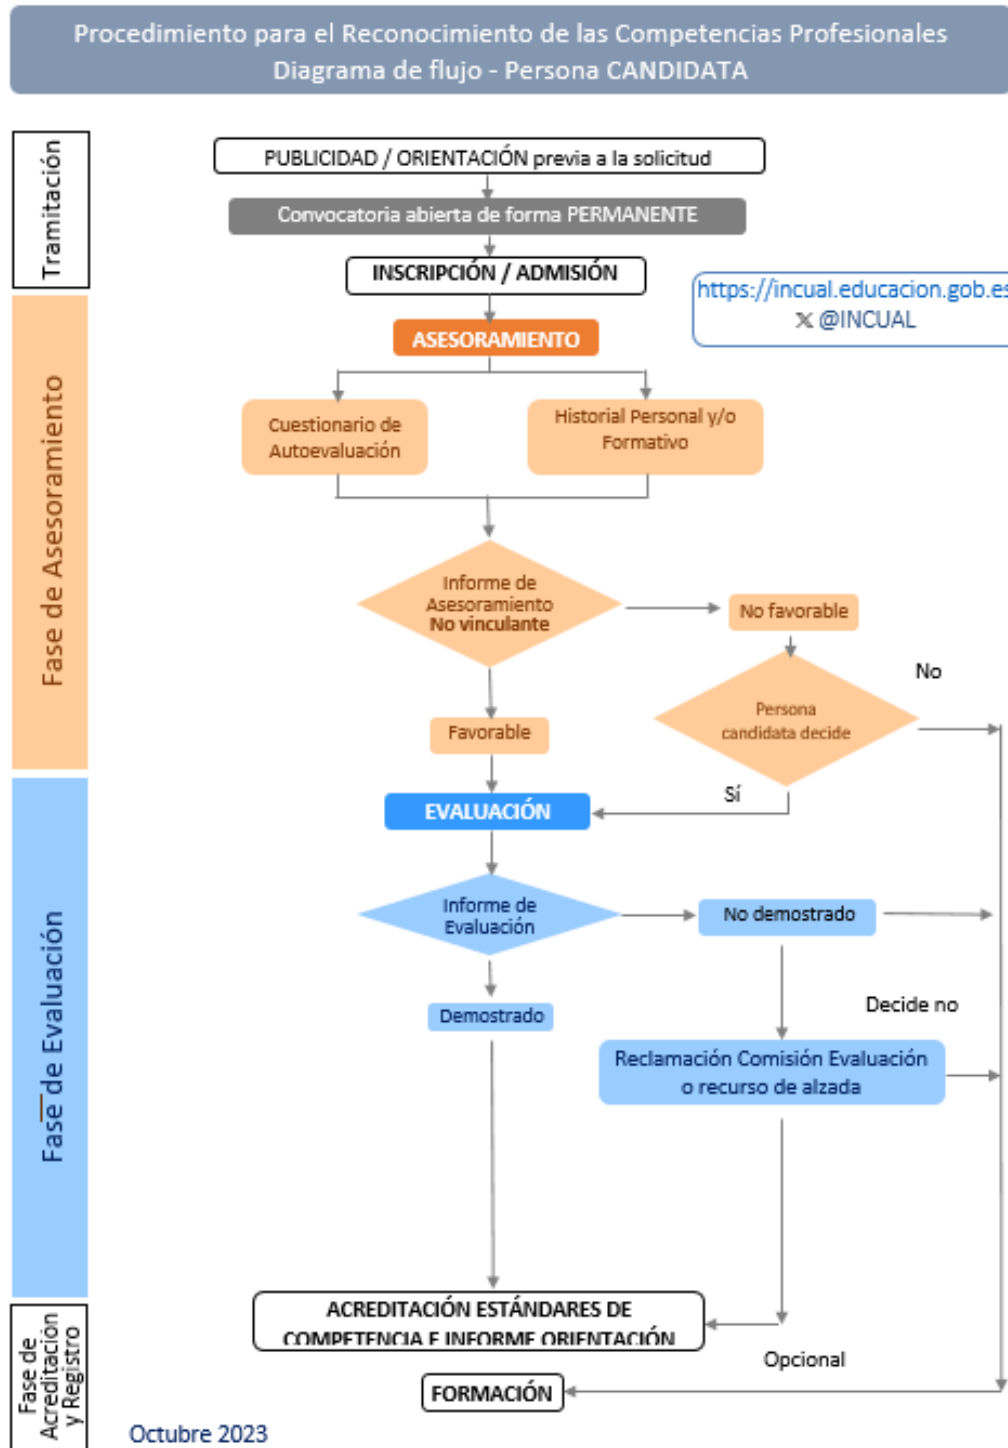 Procedimiento para el Reconocimiento de las Competencias Profesionales
Diagrama de flujo - Persona CANDIDATA
Tramitación
PUBLICIDAD / ORIENTACIÓN previa a la solicitud
Convocatoria abierta de forma PERMANENTE
INSCRIPCIÓN / ADMISIÓN
https://incual.educacion.gob.es
X @INCUAL
Fase de Asesoramiento
ASESORAMIENTO
Cuestionario de
Autoevaluación
Historial Personal y/o
Formativo
Informe de
Asesoramiento
No vinculante
No favorable
No
Persona
candidata decide
Favorable
Sí
Fase de Evaluación
EVALUACIÓN
Informe de
Evaluación
No demostrado
Demostrado
Decide no
Reclamación Comisión Evaluación
o recurso de alzada
Fase de
Acreditación
y Registro
ACREDITACIÓN ESTÁNDARES DE
COMPETENCIA E INFORME ORIENTACIÓN
Opcional
FORMACIÓN
Octubre 2023